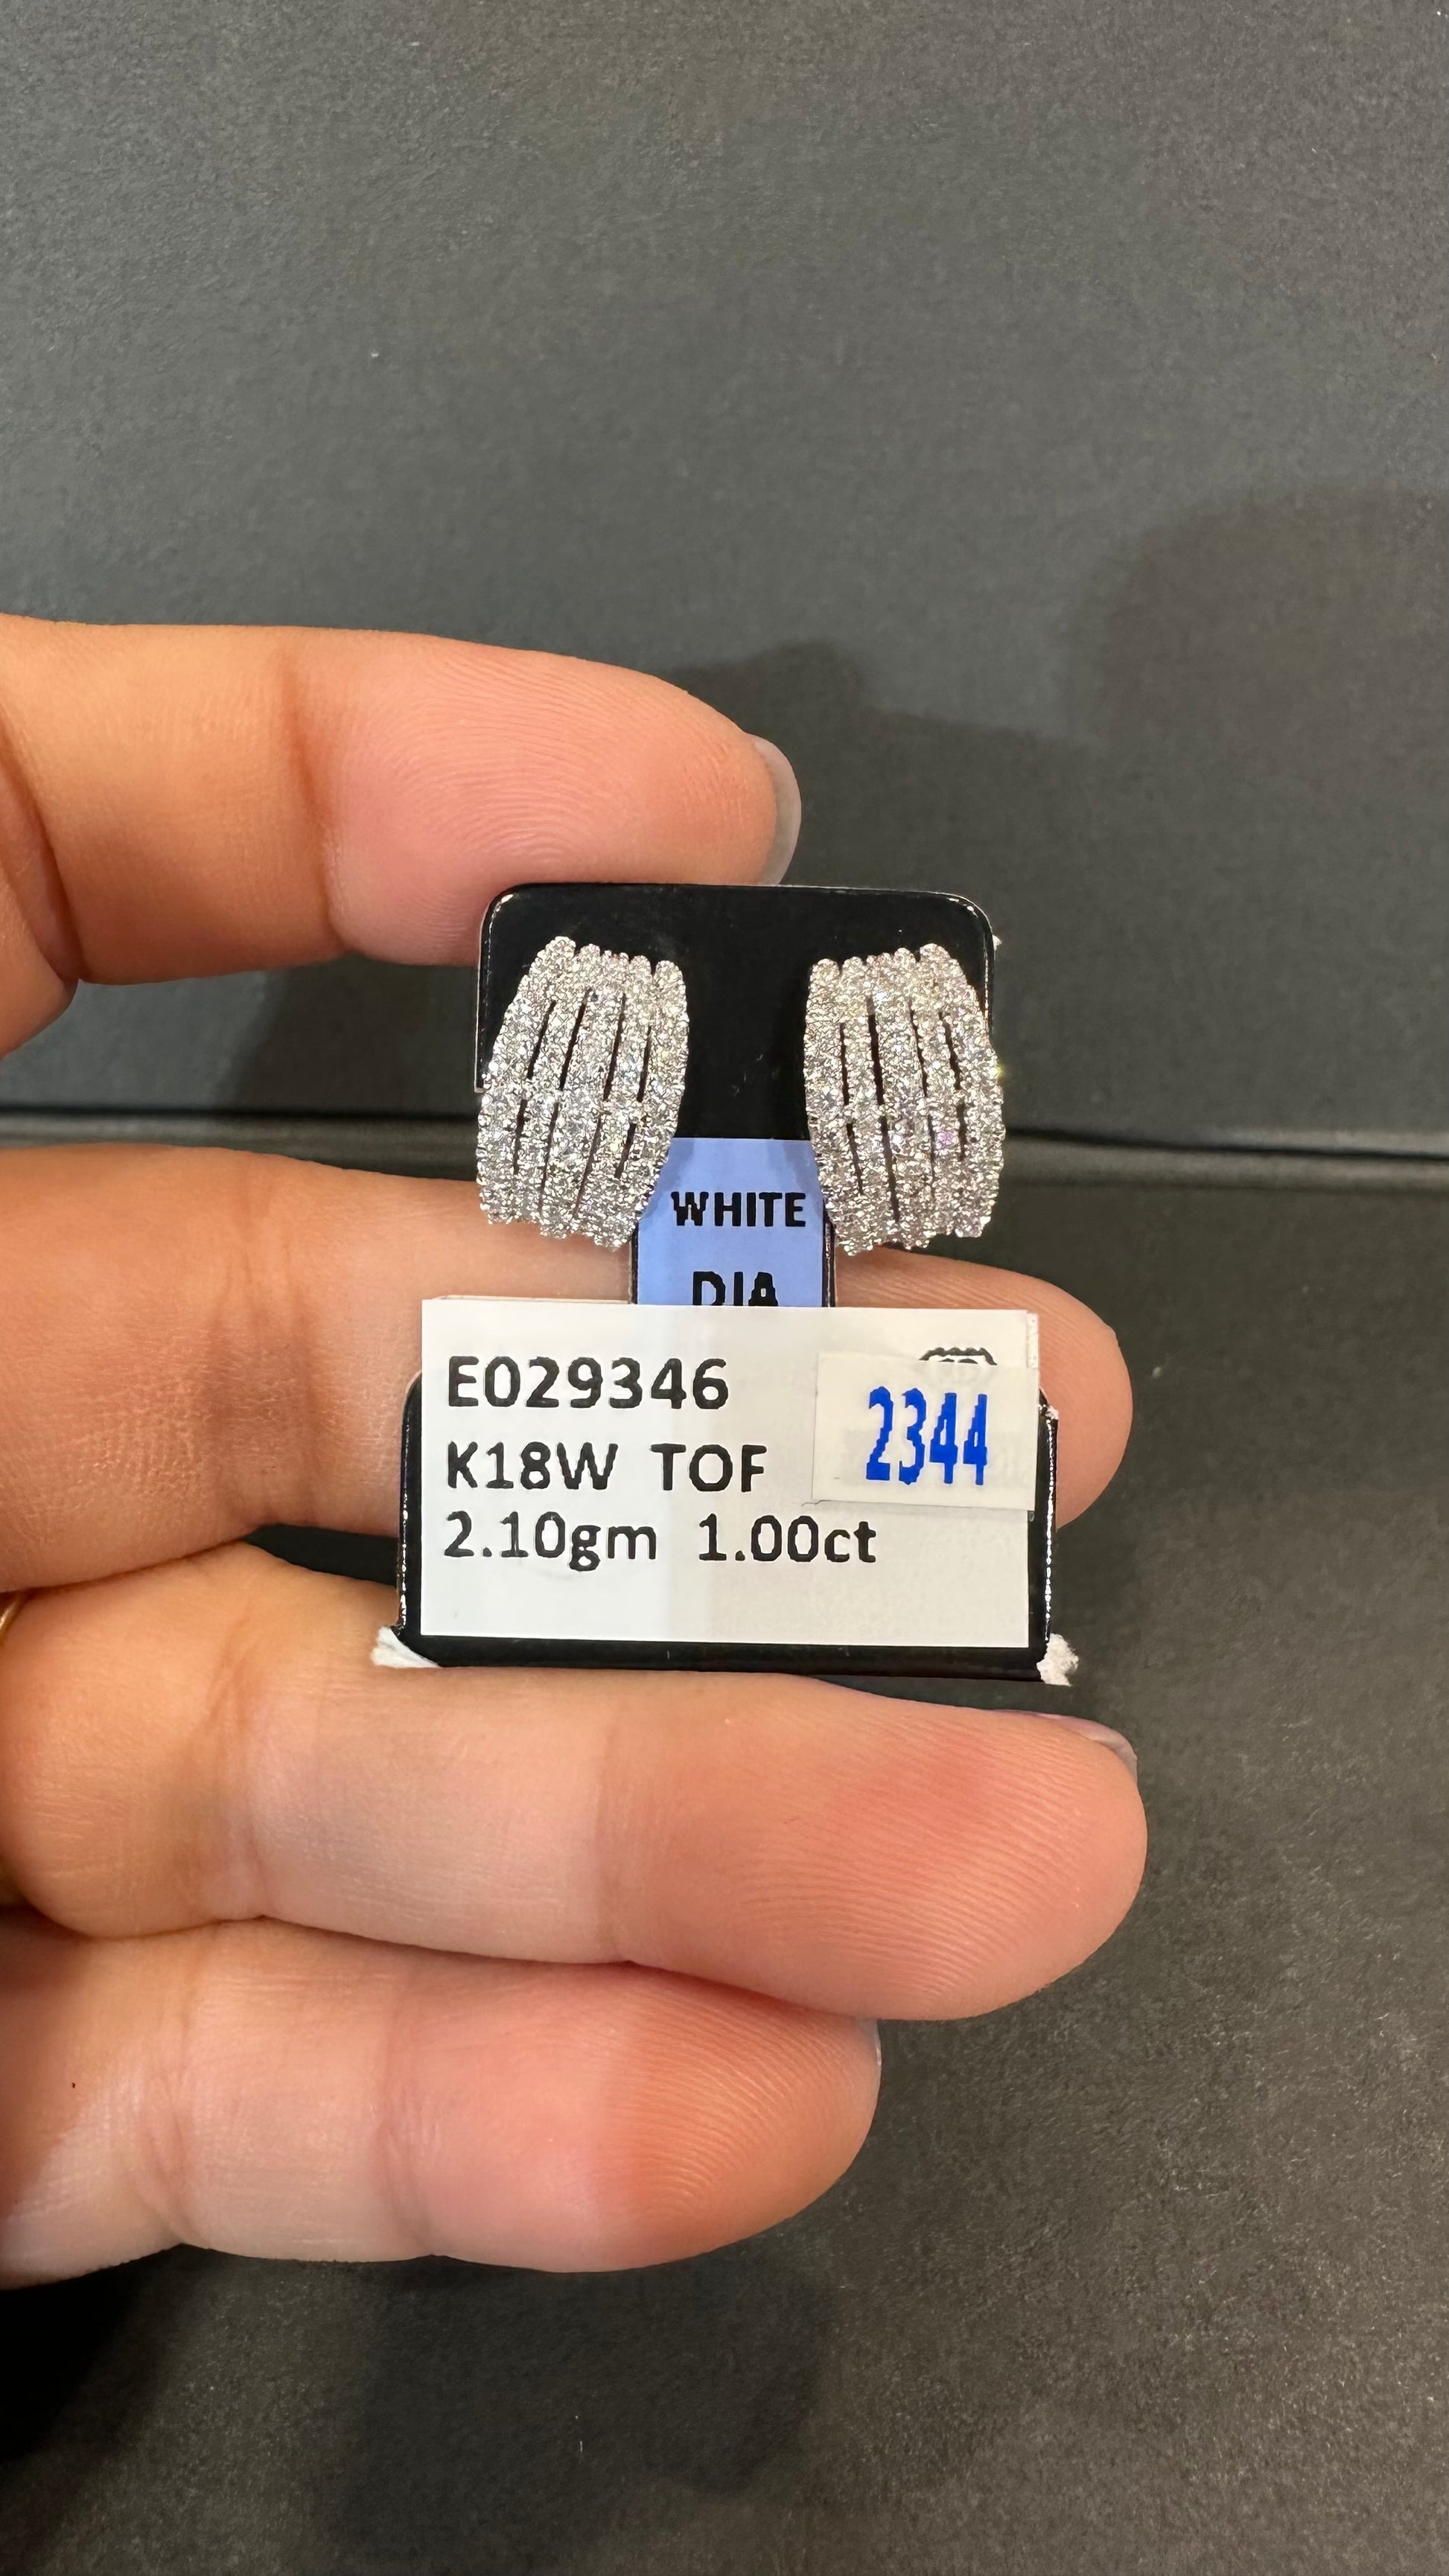 WHITE
DIA
E029346
2344
K18W TOF
2.10gm 1.00ct